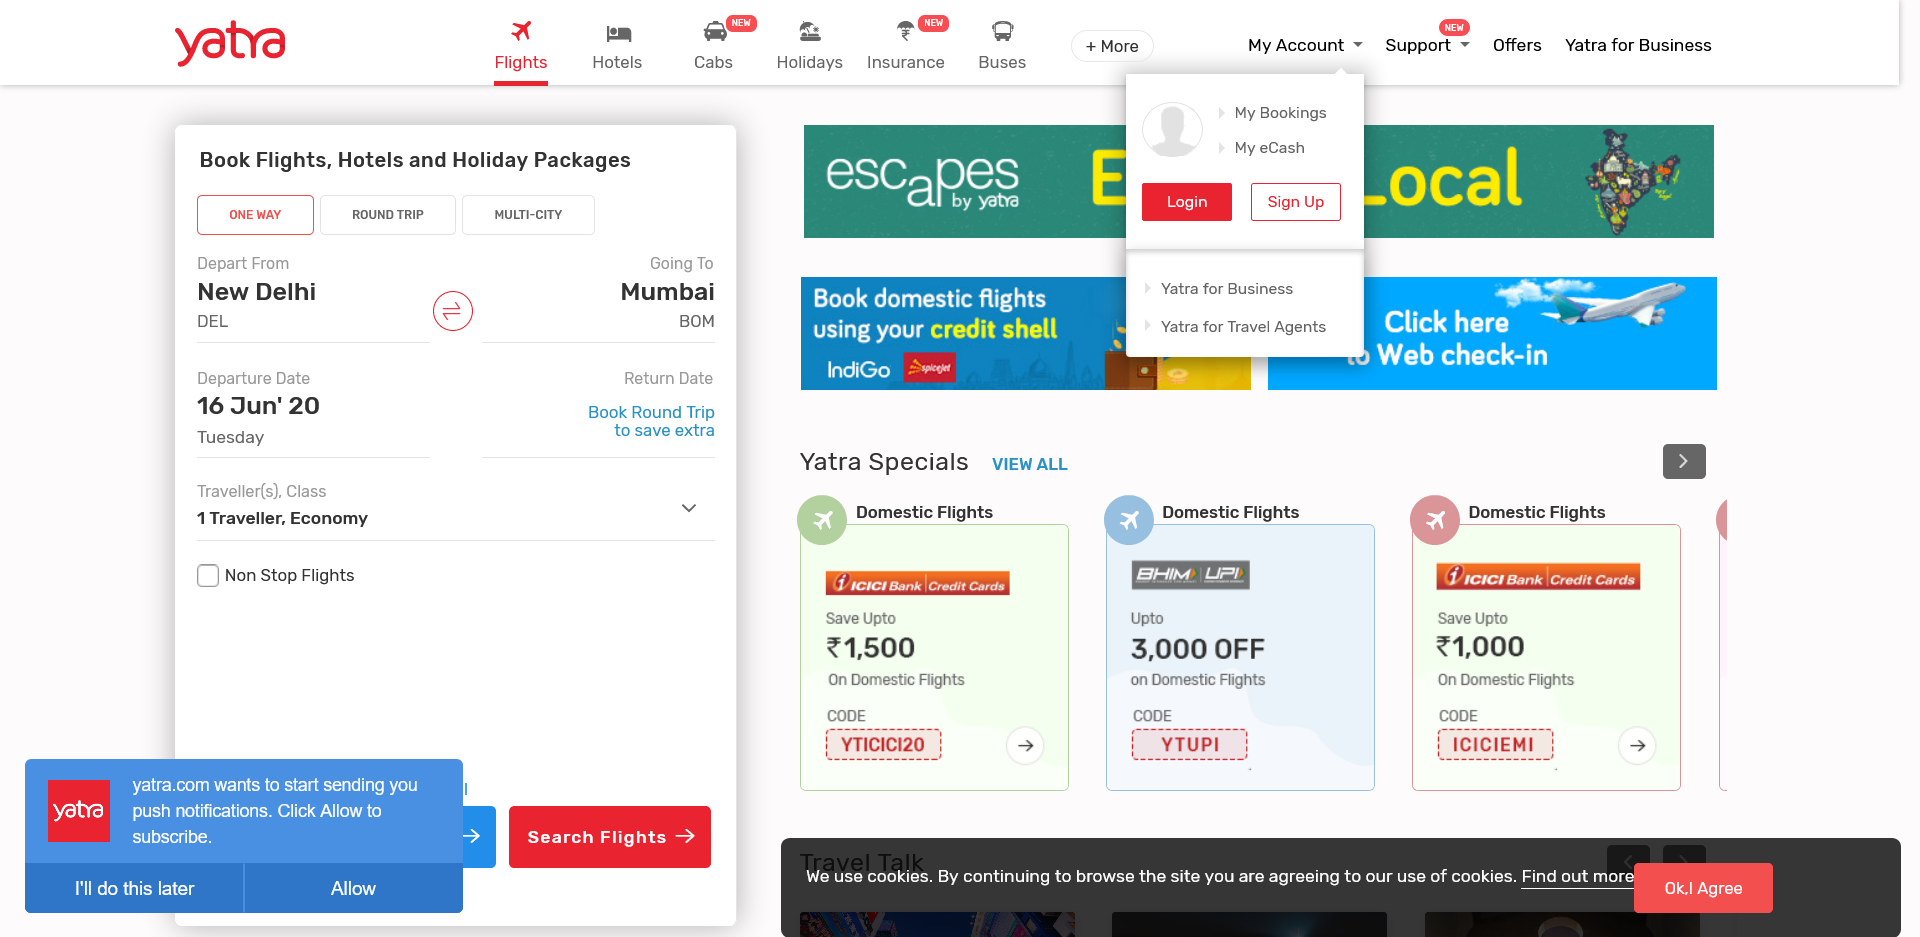 yatra
Flights
Hotels
NEW
Cabs
Holidays
NEW
Insurance
Buses
+ More
My Account
NEW
Support
Offers
Yatra for Business
My Bookings
My eCash
Login
Sign Up
Yatra for Business
Yatra for Travel Agents
Book Flights, Hotels and Holiday Packages
ONE WAY
ROUND TRIP
MULTI-CITY
Depart From
Going To
New Delhi
Mumbai
DEL
BOM
Departure Date
Return Date
16 Jun' 20
Book Round Trip
to save extra
Tuesday
Traveller(s), Class
1 Traveller, Economy
Non Stop Flights
Search Flights
escapes
by yatra
Local
Book domestic flights
using your credit shell
IndiGo
spicejet
Click here
to Web check-in
Yatra Specials
VIEW ALL
Domestic Flights
ICICI Bank Credit Cards
Save Upto
₹1,500
On Domestic Flights
CODE
YTICICI20
Domestic Flights
BHIM UPI
Upto
3,000 OFF
on Domestic Flights
CODE
YTUPI
Domestic Flights
ICICI Bank Credit Cards
Save Upto
₹1,000
On Domestic Flights
CODE
ICICIEMI
yatra
yatra.com wants to start sending you
push notifications. Click Allow to
subscribe.
I'll do this later
Allow
Travel Talk
We use cookies. By continuing to browse the site you are agreeing to our use of cookies. Find out more
Ok,I Agree